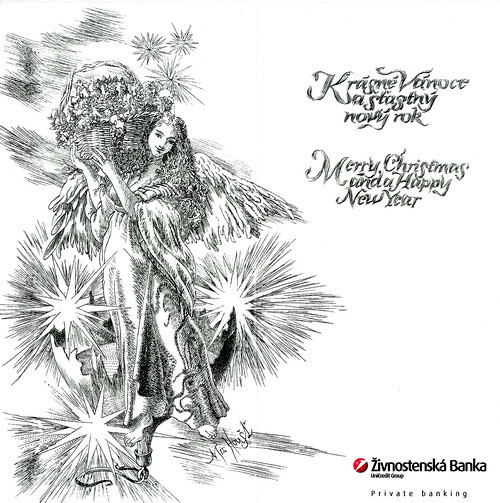 Krásné Vánoce
a šťastný
nový rok
Merry Christmas
and a Happy
New Year
Živnostenská Banka
UniCredit Group
Private banking